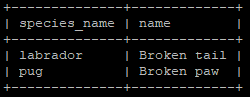 +--------------+-------------+
| species_name | name        |
+--------------+-------------+
| labrador     | Broken tail |
| pug          | Broken paw  |
+--------------+-------------+